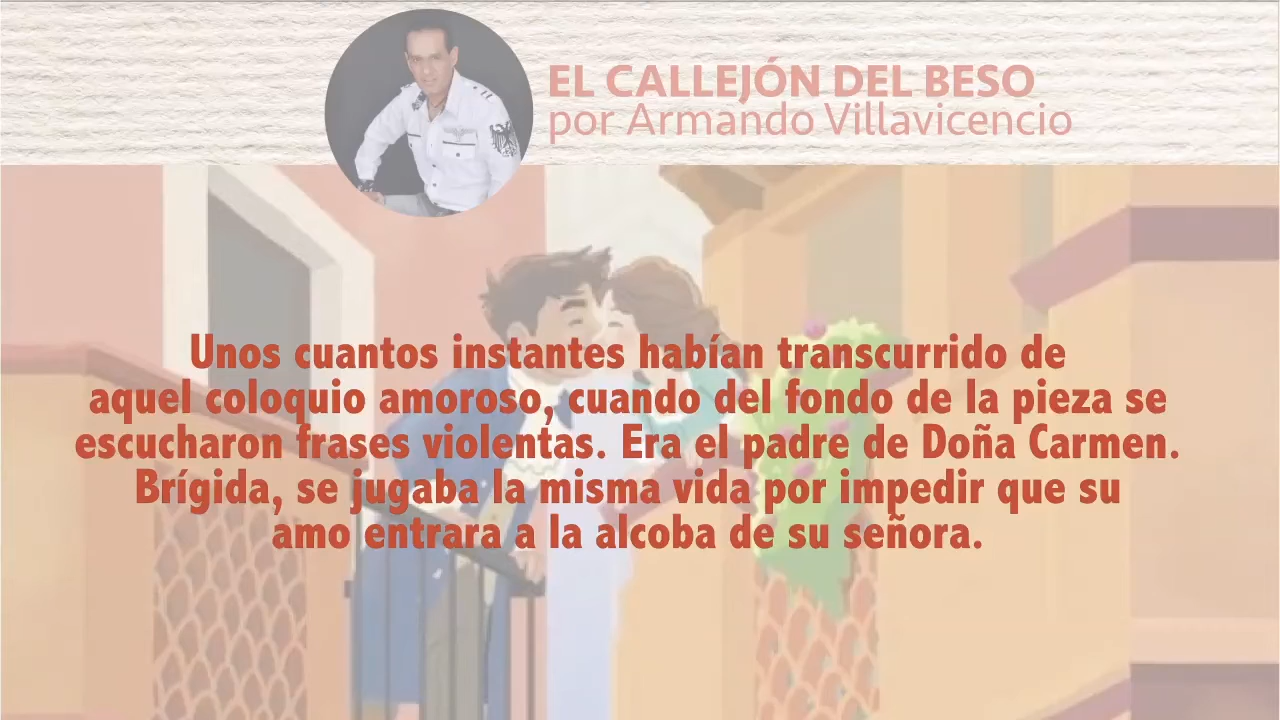 EL CALLEJÓN DEL BESO
por Armando Villavicencio
Unos cuantos instantes habían transcurrido de
aquel coloquio amoroso, cuando del fondo de la pieza se
escucharon frases violentas. Era el padre de Doña Carmen.
Brígida, se jugaba la misma vida por impedir que su
amo entrara a la alcoba de su señora.